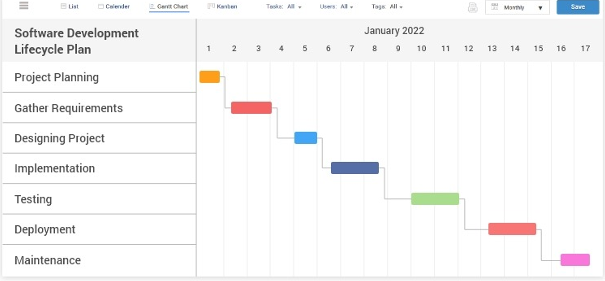 List Calender Gantt Chart Kanban Tasks: All Users: All Tags: All Monthly Save
Software Development
Lifecycle Plan
January 2022
1 2 3 4 5 6 7 8 9 10 11 12 13 14 15 16 17
Project Planning
Gather Requirements
Designing Project
Implementation
Testing
Deployment
Maintenance